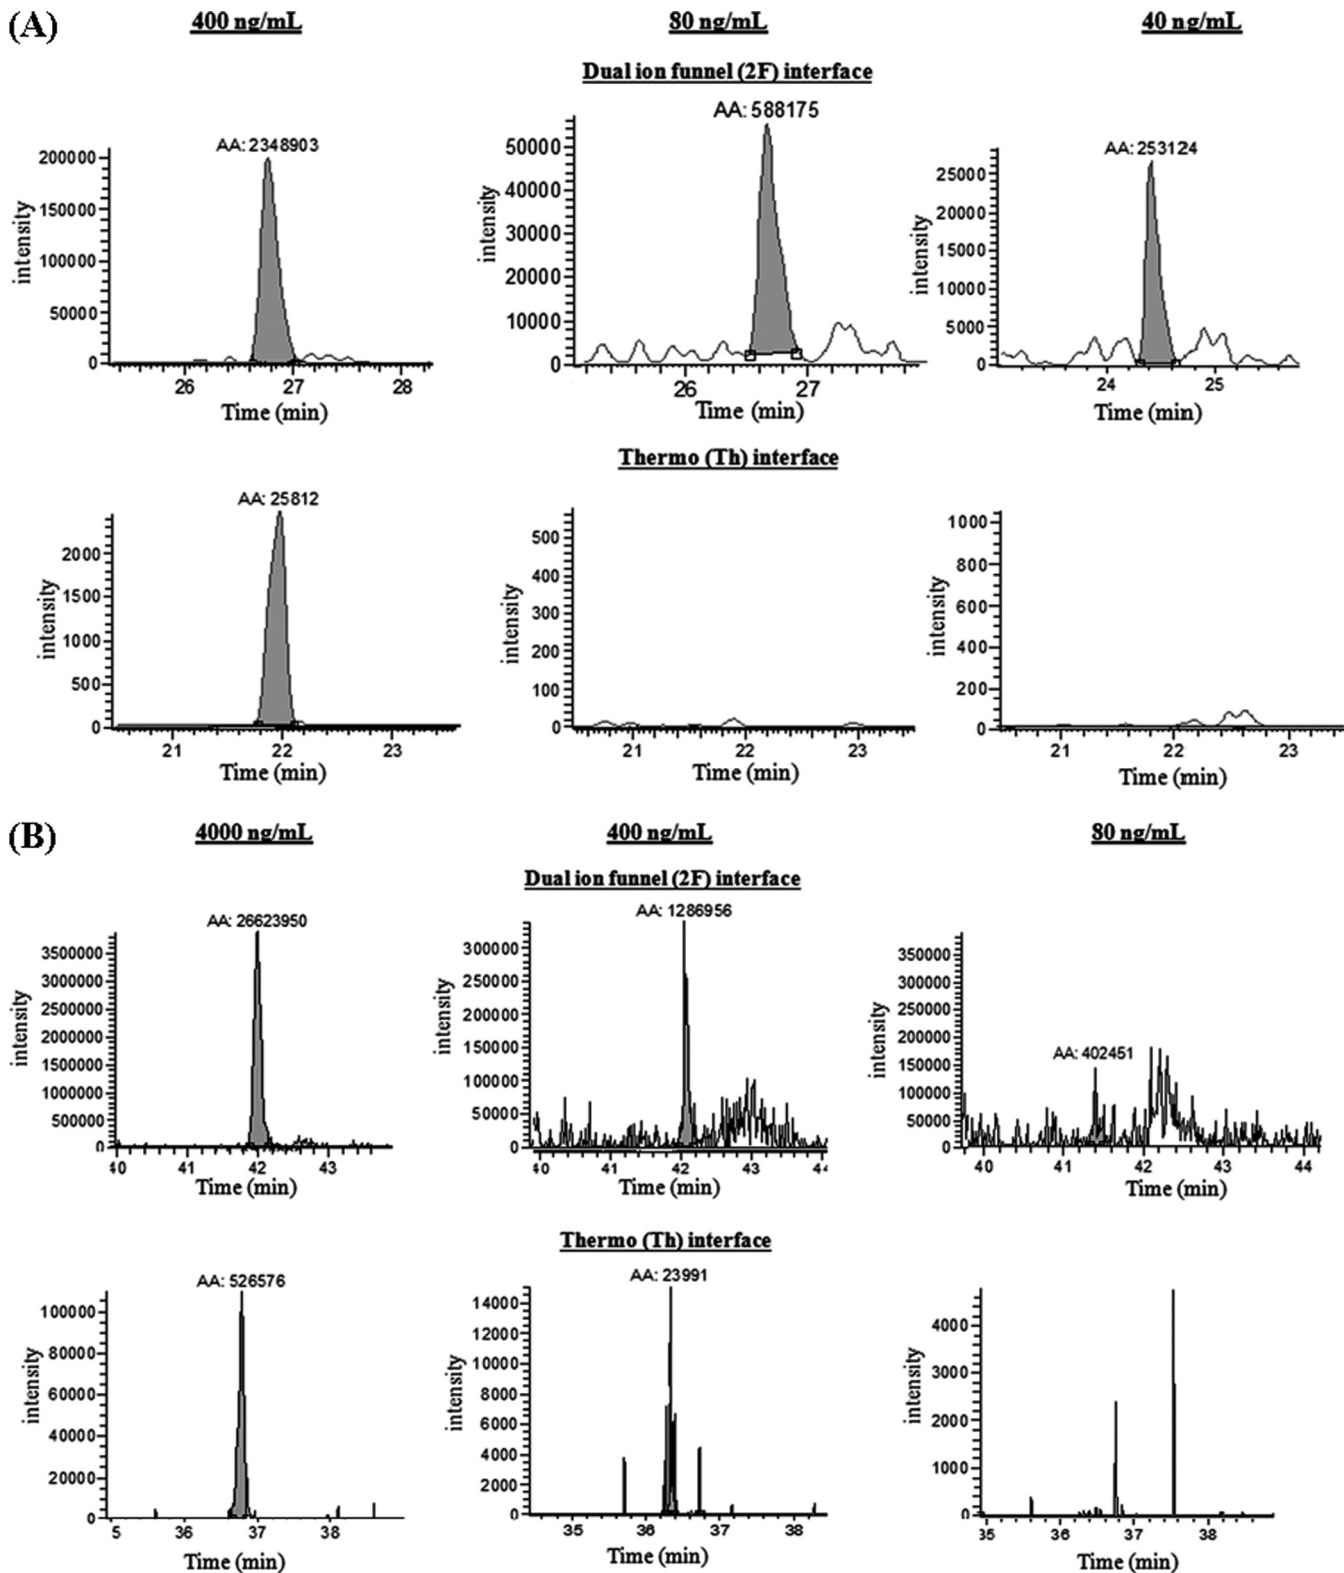 (A)
400 ng/mL
80 ng/mL
40 ng/mL
Dual ion funnel (2F) interface
AA: 2348903
200000
150000
100000
50000
0
intensity
26
27
28
Time (min)
AA: 588175
50000
40000
30000
20000
10000
0
intensity
26
27
Time (min)
AA: 253124
25000
20000
15000
10000
5000
0
intensity
24
25
Time (min)
Thermo (Th) interface
AA: 25812
2000
1500
1000
500
0
intensity
21
22
23
Time (min)
500
400
300
200
100
0
intensity
21
22
23
Time (min)
1000
800
600
400
200
0
intensity
21
22
23
Time (min)
(B)
4000 ng/mL
400 ng/mL
80 ng/mL
Dual ion funnel (2F) interface
AA: 26623950
3500000
3000000
2500000
2000000
1500000
1000000
500000
0
intensity
40
41
42
43
Time (min)
AA: 1286956
300000
250000
200000
150000
100000
50000
0
intensity
40
41
42
43
44
Time (min)
AA: 402451
350000
300000
250000
200000
150000
100000
50000
0
intensity
40
41
42
43
44
Time (min)
Thermo (Th) interface
AA: 526576
100000
80000
60000
40000
20000
0
intensity
5
36
37
38
Time (min)
AA: 23991
14000
12000
10000
8000
6000
4000
2000
0
intensity
35
36
37
38
Time (min)
4000
3000
2000
1000
0
intensity
35
36
37
38
Time (min)